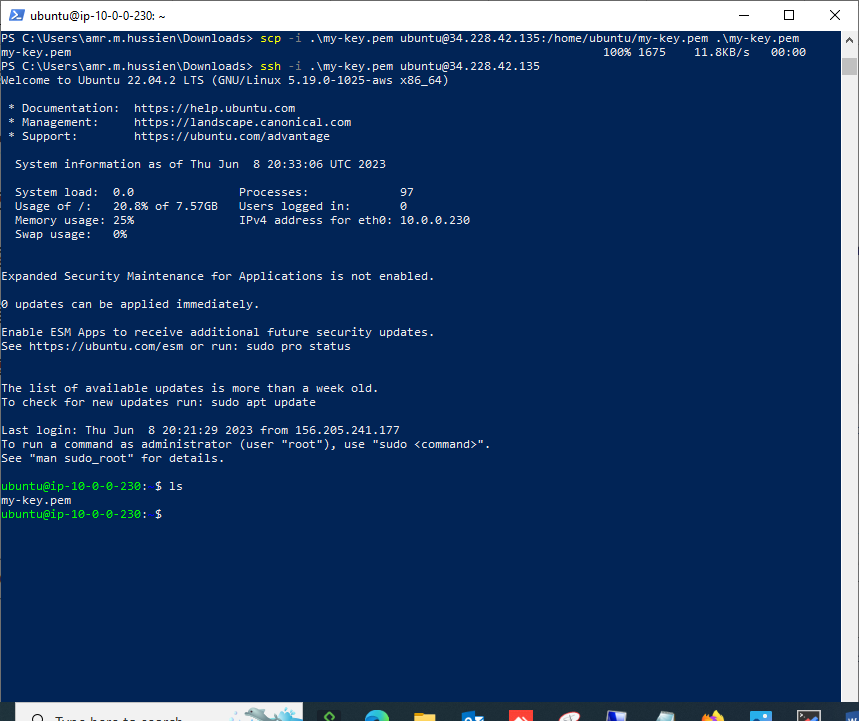 ubuntu@ip-10-0-0-230: ~
PS C:\Users\amr.m.hussien\Downloads> scp -i .\my-key.pem ubuntu@34.228.42.135:/home/ubuntu/my-key.pem .\my-key.pem
my-key.pem 100% 1675 11.8KB/s 00:00
PS C:\Users\amr.m.hussien\Downloads> ssh -i .\my-key.pem ubuntu@34.228.42.135
Welcome to Ubuntu 22.04.2 LTS (GNU/Linux 5.19.0-1025-aws x86_64)
* Documentation: https://help.ubuntu.com
* Management: https://landscape.canonical.com
* Support: https://ubuntu.com/advantage
System information as of Thu Jun 8 20:33:06 UTC 2023
System load: 0.0 Processes: 97
Usage of /: 20.8% of 7.57GB Users logged in: 0
Memory usage: 25% IPv4 address for eth0: 10.0.0.230
Swap usage: 0%
Expanded Security Maintenance for Applications is not enabled.
0 updates can be applied immediately.
Enable ESM Apps to receive additional future security updates.
See https://ubuntu.com/esm or run: sudo pro status
The list of available updates is more than a week old.
To check for new updates run: sudo apt update
Last login: Thu Jun 8 20:21:29 2023 from 156.205.241.177
To run a command as administrator (user "root"), use "sudo <command>".
See "man sudo_root" for details.
ubuntu@ip-10-0-0-230: $ ls
my-key.pem
ubuntu@ip-10-0-0-230: $
Type here to search